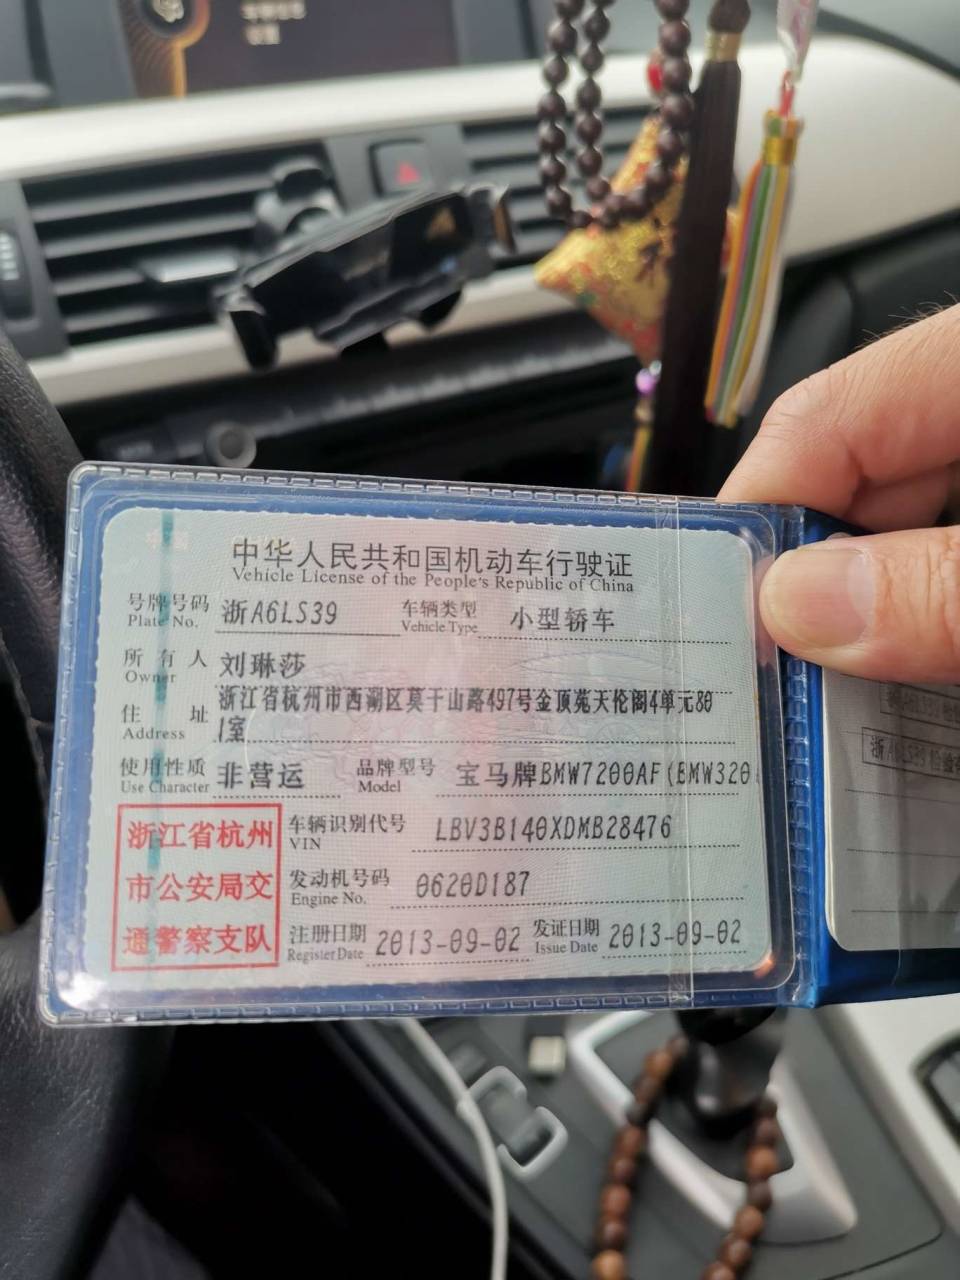 中华人民共和国机动车行驶证
Vehicle License of the People's Republic of China
号牌号码 浙A6LS39 车辆类型 小型轿车
Plate No. Vehicle Type
所有人 刘琳莎
Owner
住址 浙江省杭州市西湖区莫干山路497号金顶苑天伦阁4单元80
Address 1室
使用性质 非营运 品牌型号 宝马牌BMW7200AF(BMW320
Use Character Model
浙江省杭州 车辆识别代号 LBV3B140XDMB28476
VIN
市公安局交 发动机号码 0620D187
Engine No.
通警察支队 注册日期 2013-09-02 发证日期 2013-09-02
Register Date Issue Date
浙A6LS39